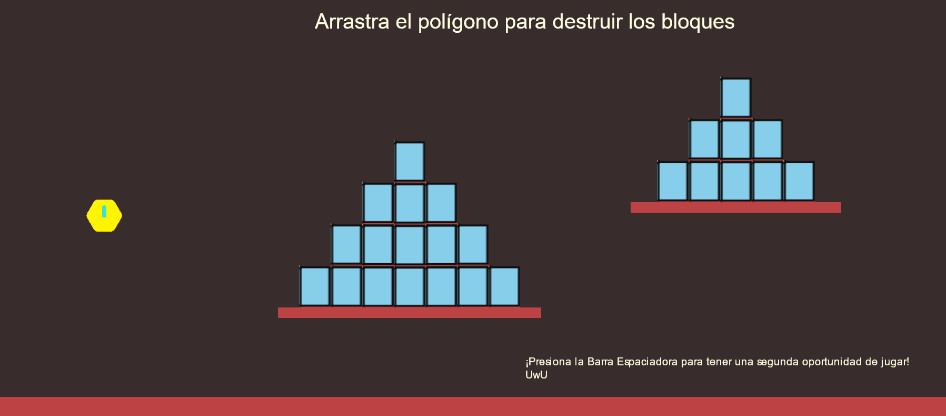 Arrastra el polígono para destruir los bloques
¡Presiona la Barra Espaciadora para tener una segunda oportunidad de jugar!
UwU